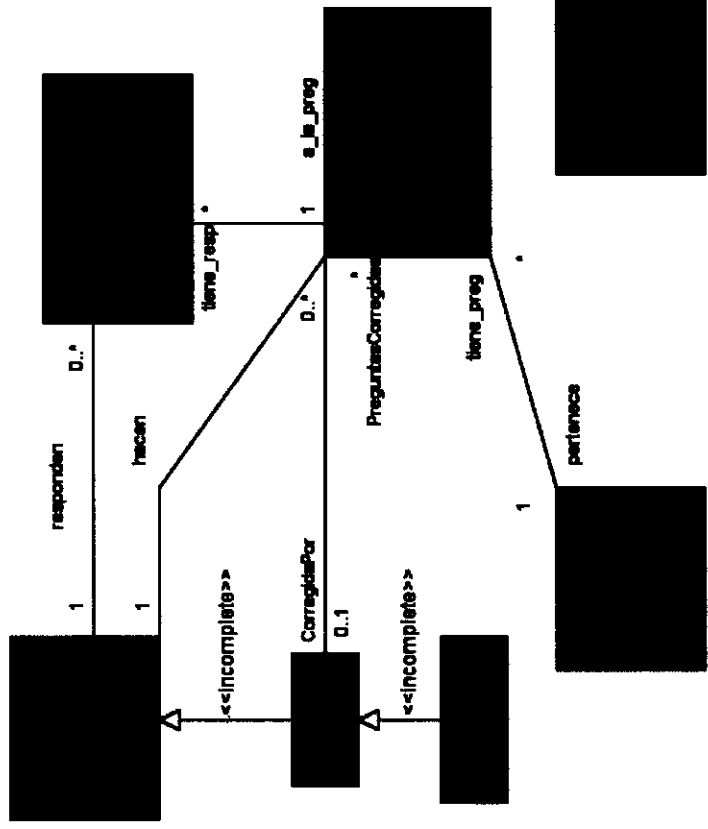 responden
1
0..*
hacen
1
0..*
tiene_resp
*
1
a_la_preg
<<incomplete>>
CorregidaPor
0..1
*
PreguntasCorregidas
<<incomplete>>
tiene_preg
*
1
pertenece